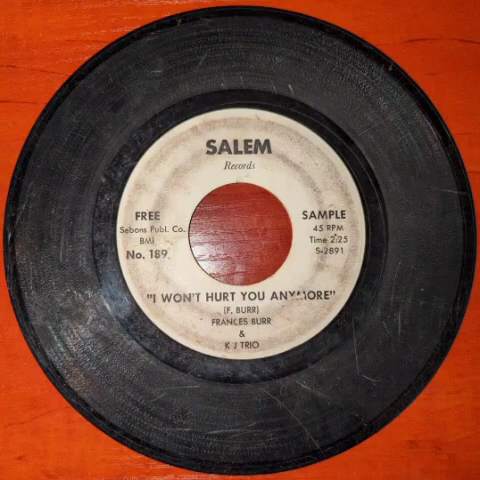 SALEM
Records
FREE
Sebons Publ. Co.
BMI
No. 189
SAMPLE
45 RPM
Time 2:25
S-2891
"I WON'T HURT YOU ANYMORE"
(F. BURR)
FRANCES BURR
&
K J TRIO